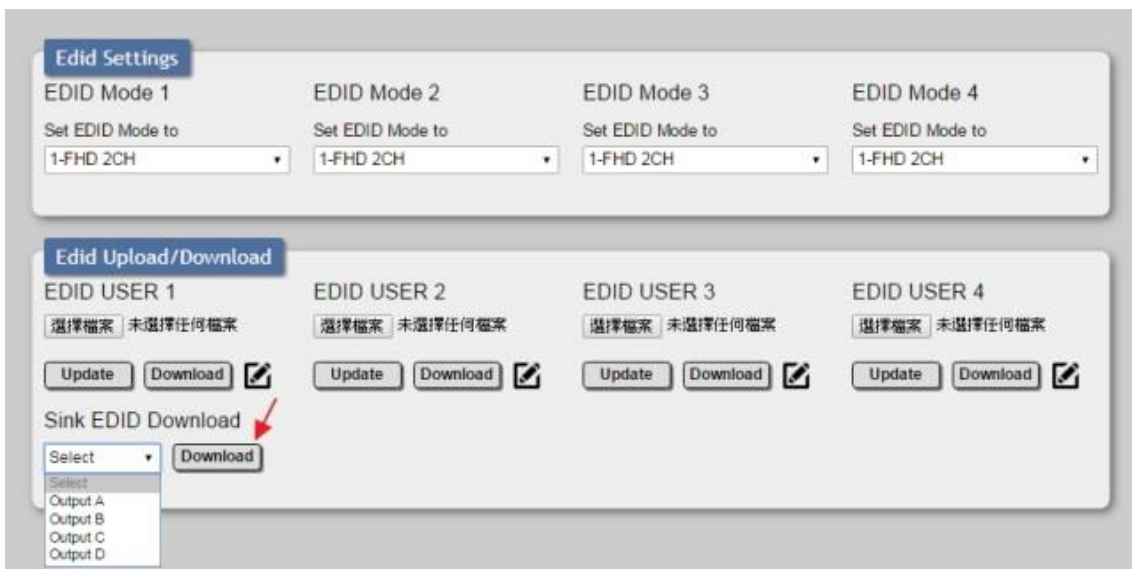 Edid Settings
EDID Mode 1 EDID Mode 2 EDID Mode 3 EDID Mode 4
Set EDID Mode to Set EDID Mode to Set EDID Mode to Set EDID Mode to
1-FHD 2CH 1-FHD 2CH 1-FHD 2CH 1-FHD 2CH
Edid Upload/Download
EDID USER 1 EDID USER 2 EDID USER 3 EDID USER 4
選擇檔案 未選擇任何檔案 選擇檔案 未選擇任何檔案 選擇檔案 未選擇任何檔案 選擇檔案 未選擇任何檔案
Update Download Update Download Update Download Update Download
Sink EDID Download
Select Download
Select
Output A
Output B
Output C
Output D